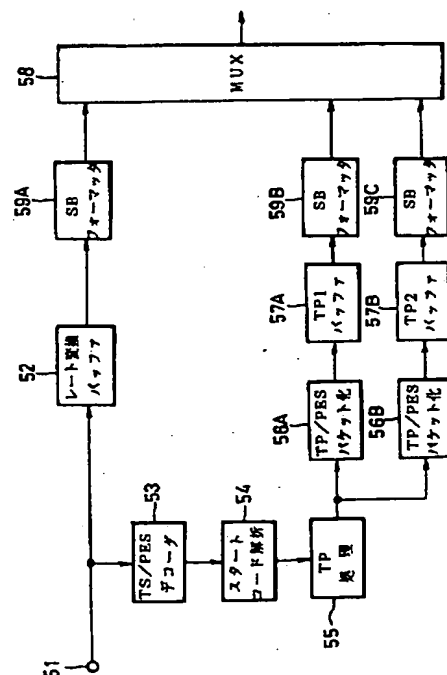 58
MUX
59A
SB
フォーマッタ
59B
SB
フォーマッタ
59C
SB
フォーマッタ
52
レート変換
バッファ
57A
TP1
バッファ
57B
TP2
バッファ
56A
TP/PES
パケット化
56B
TP/PES
パケット化
53
TS/PES
デコーダ
54
スタート
コード解析
TP
処理
55
51